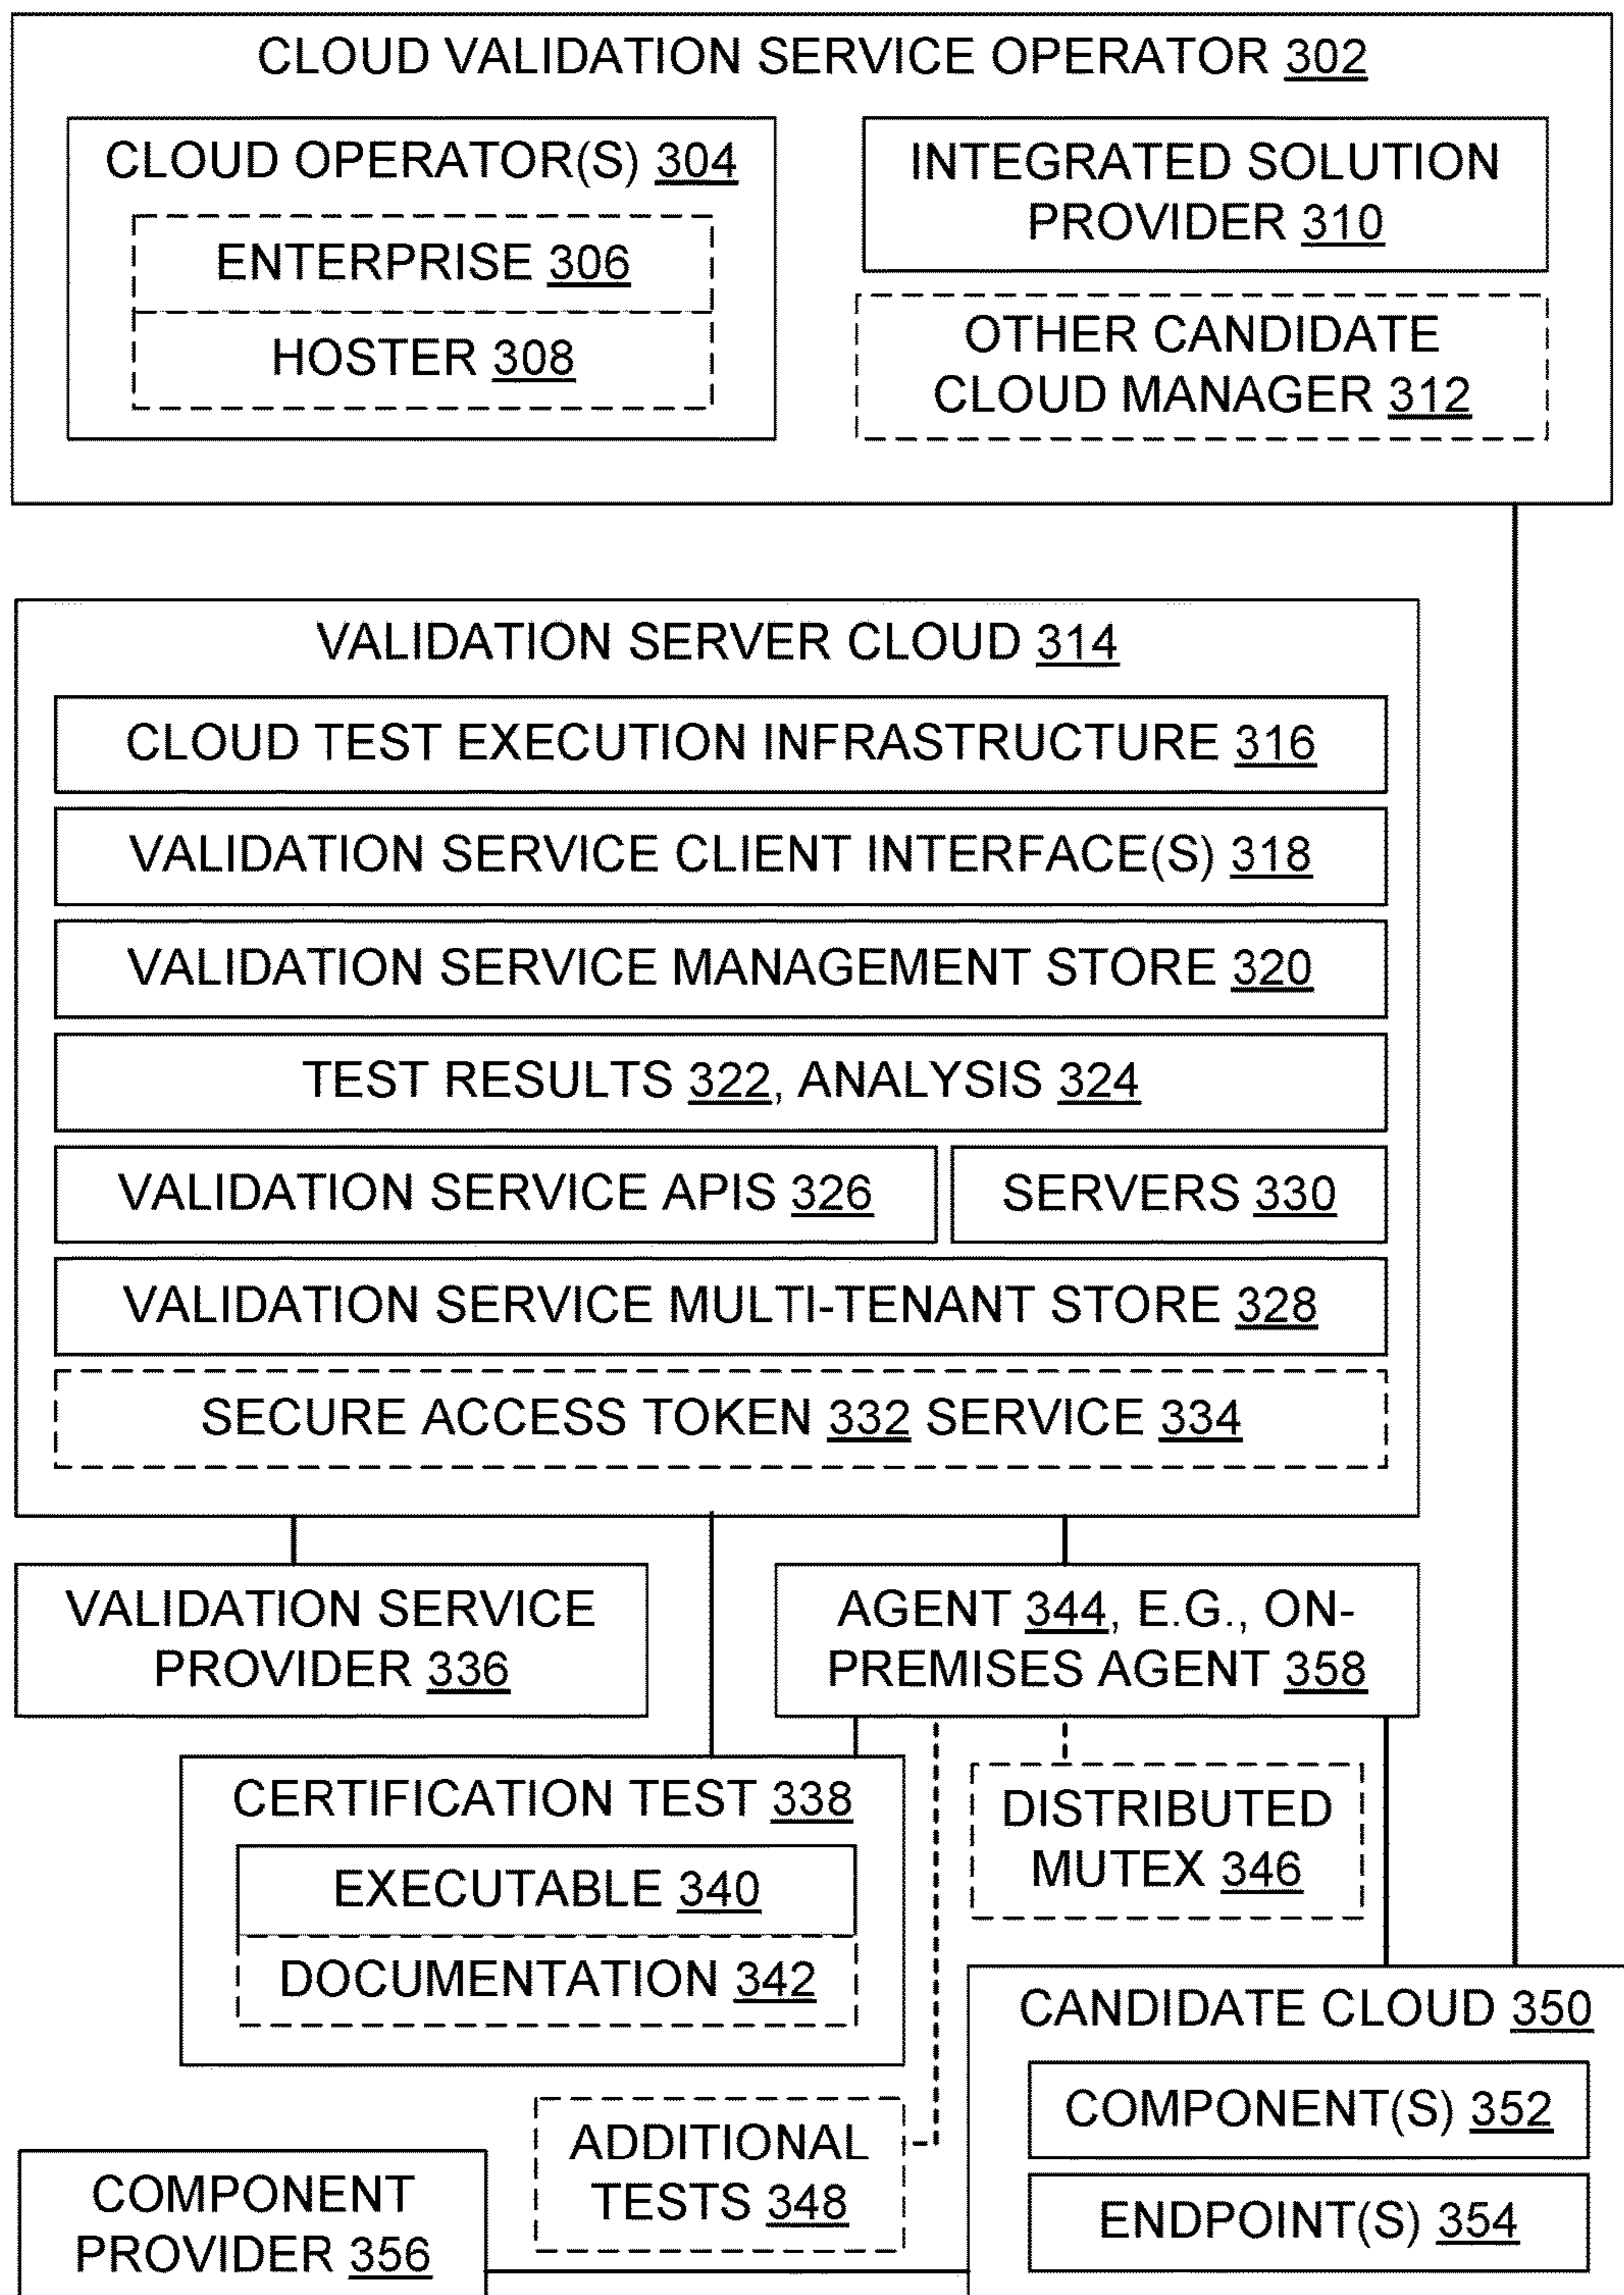 CLOUD VALIDATION SERVICE OPERATOR 302
CLOUD OPERATOR(S) 304
ENTERPRISE 306
HOSTER 308
INTEGRATED SOLUTION
PROVIDER 310
OTHER CANDIDATE
CLOUD MANAGER 312
VALIDATION SERVER CLOUD 314
CLOUD TEST EXECUTION INFRASTRUCTURE 316
VALIDATION SERVICE CLIENT INTERFACE(S) 318
VALIDATION SERVICE MANAGEMENT STORE 320
TEST RESULTS 322, ANALYSIS 324
VALIDATION SERVICE APIS 326
SERVERS 330
VALIDATION SERVICE MULTI-TENANT STORE 328
SECURE ACCESS TOKEN 332 SERVICE 334
VALIDATION SERVICE
PROVIDER 336
AGENT 344, E.G., ON-
PREMISES AGENT 358
CERTIFICATION TEST 338
EXECUTABLE 340
DOCUMENTATION 342
DISTRIBUTED
MUTEX 346
CANDIDATE CLOUD 350
COMPONENT(S) 352
ENDPOINT(S) 354
ADDITIONAL
TESTS 348
COMPONENT
PROVIDER 356